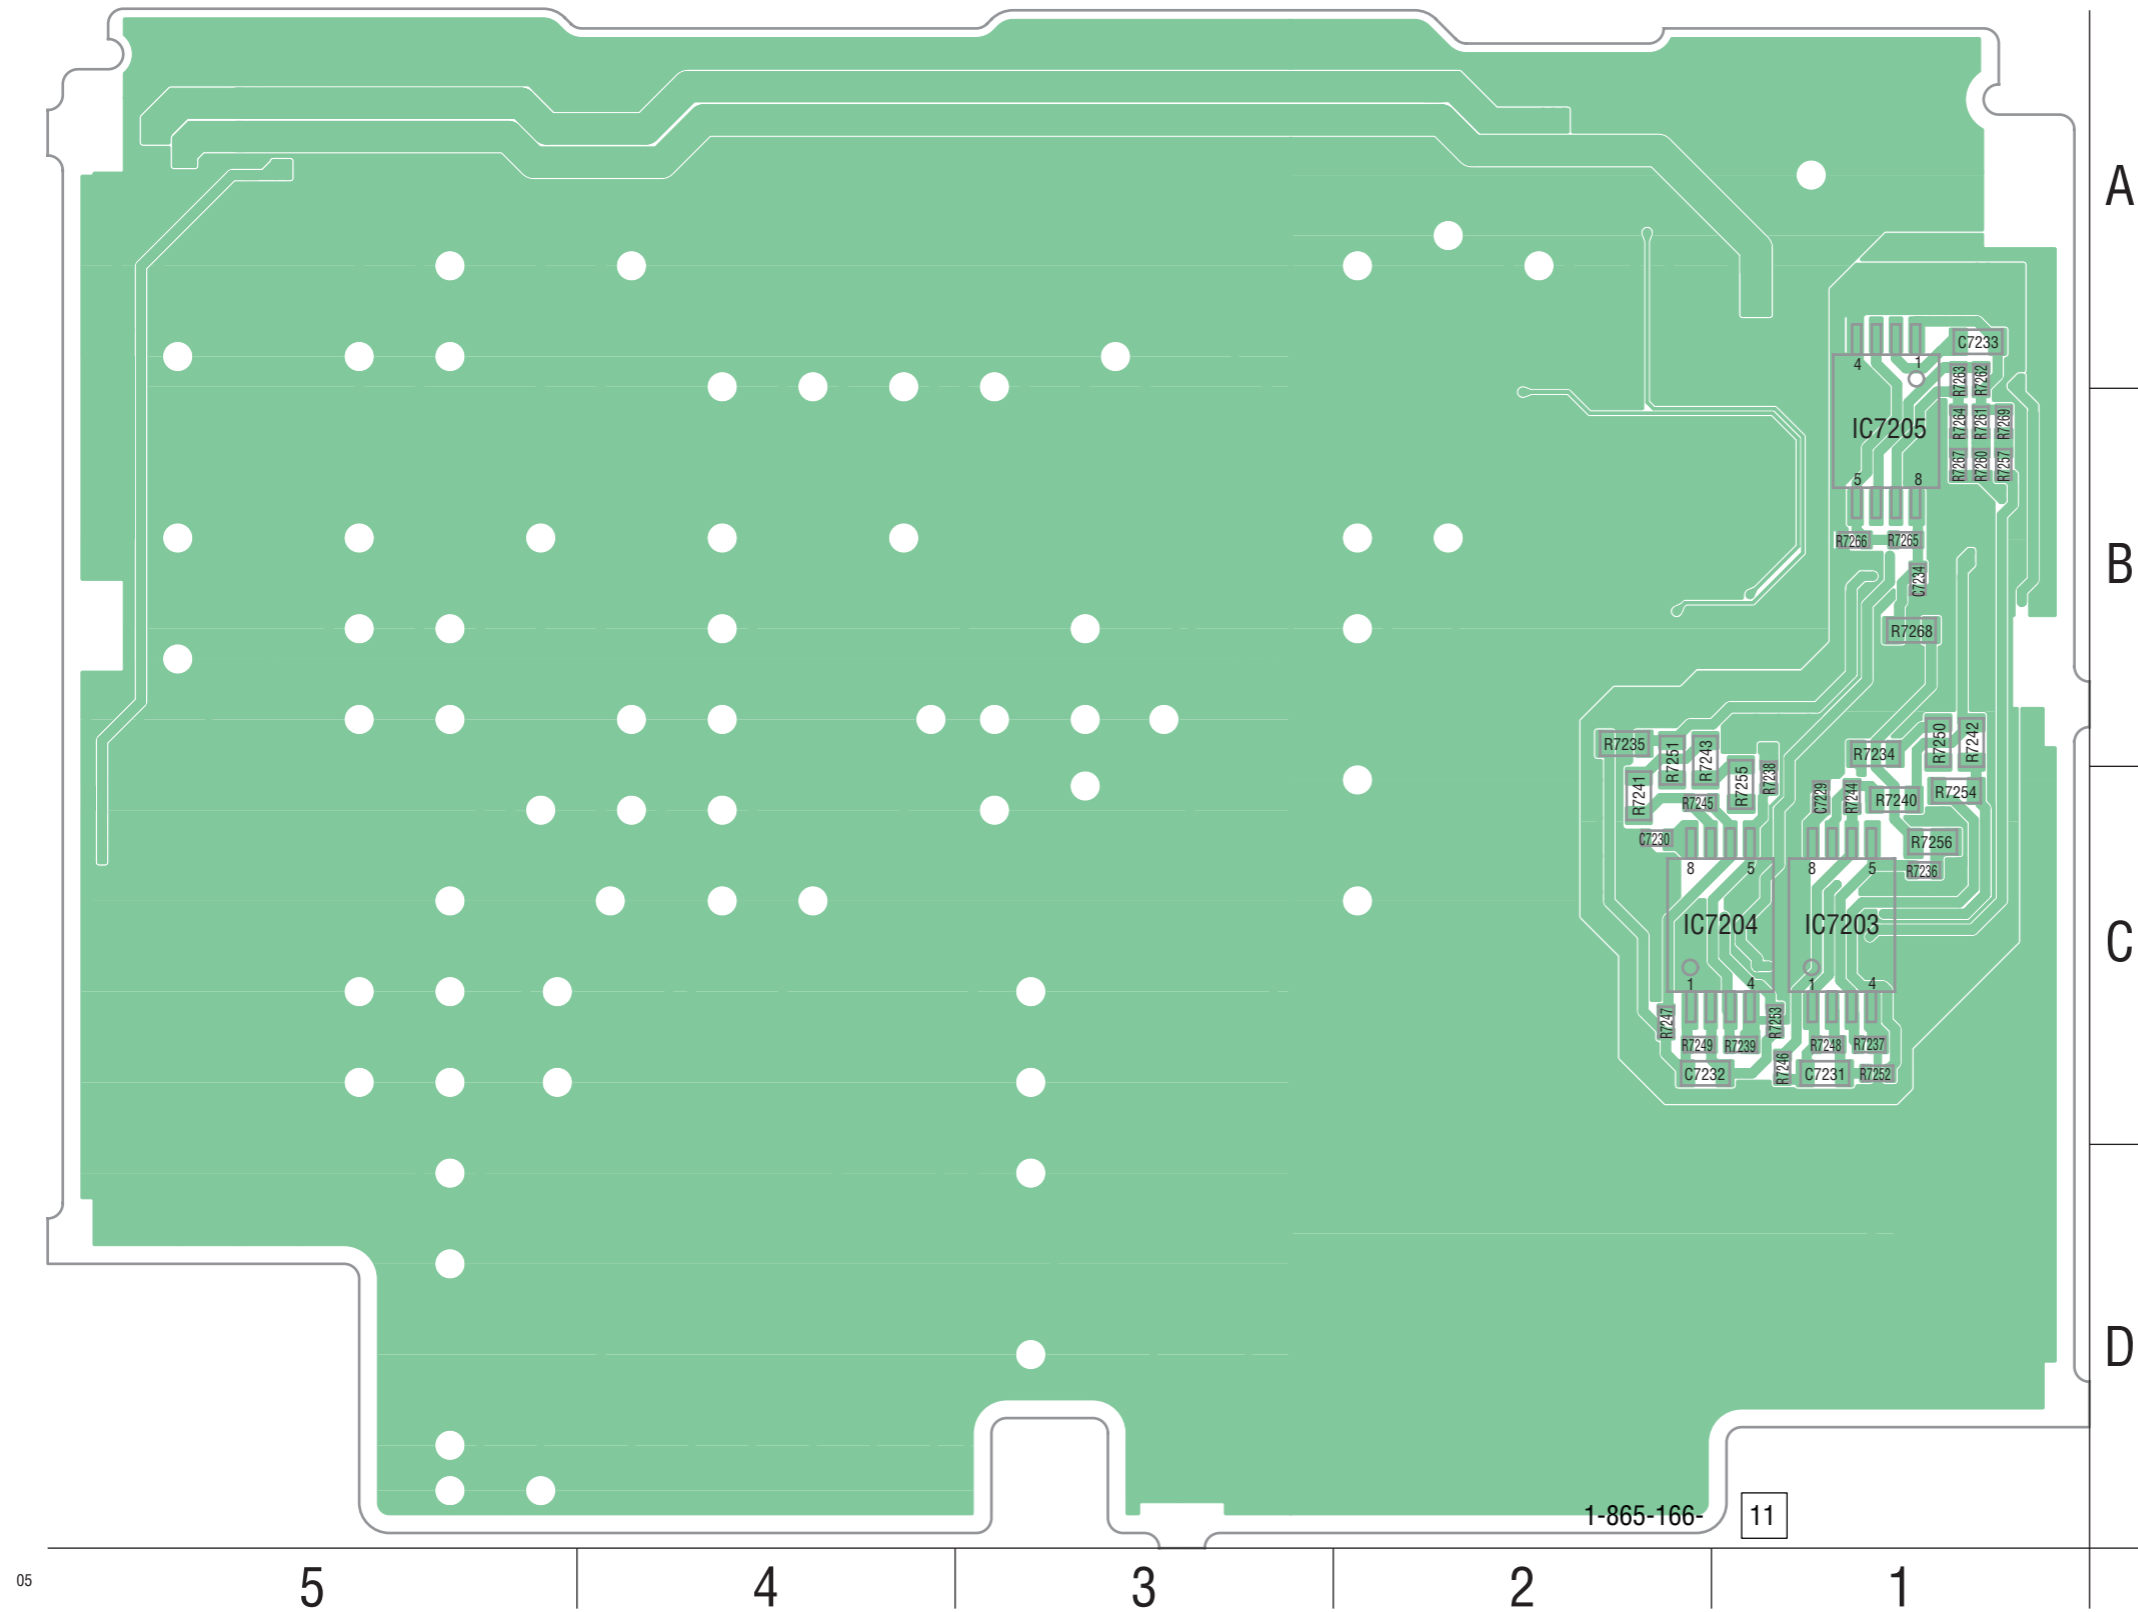 A
C7233
4 1
R7263 R7262
IC7205
R7264 R7261 R7269
R7267 R7260 R7257
5 8
R7266 R7265
B
C7234
R7268
R7235 R7251 R7243 R7234 R7250 R7242
R7241 R7245 R7255 R7238 C7229 R7244 R7240 R7254
C7230 R7256
8 5 8 5 R7236
IC7204 IC7203
C
1 4 1 4
R7247 R7253
R7249 R7239 R7248 R7237
C7232 R7246 C7231 R7252
D
1-865-166- 11
05
5 4 3 2 1